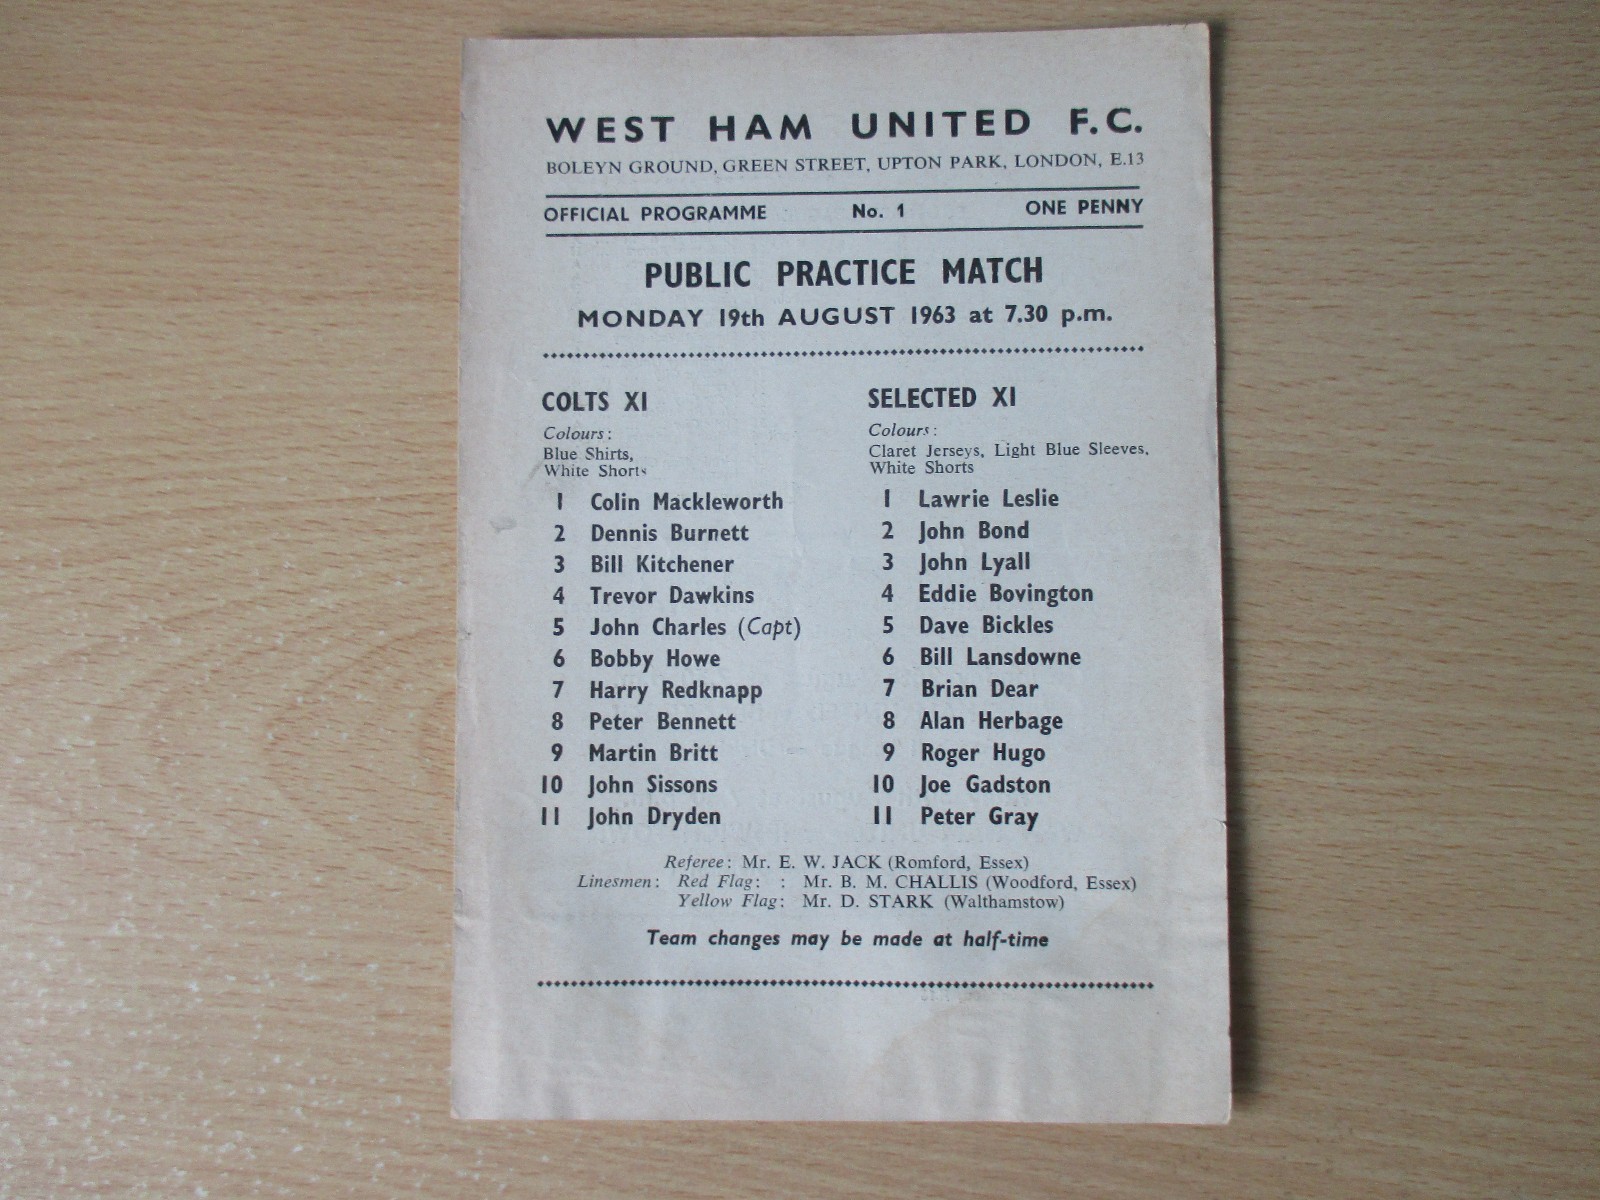 WEST HAM UNITED F.C.
BOLEYN GROUND, GREEN STREET, UPTON PARK, LONDON, E.13
OFFICIAL PROGRAMME No. 1 ONE PENNY
PUBLIC PRACTICE MATCH
MONDAY 19th AUGUST 1963 at 7.30 p.m.
COLTS XI
Colours:
Blue Shirts,
White Shorts
1 Colin Mackleworth
2 Dennis Burnett
3 Bill Kitchener
4 Trevor Dawkins
5 John Charles (Capt)
6 Bobby Howe
7 Harry Redknapp
8 Peter Bennett
9 Martin Britt
10 John Sissons
11 John Dryden
SELECTED XI
Colours:
Claret Jerseys, Light Blue Sleeves,
White Shorts
1 Lawrie Leslie
2 John Bond
3 John Lyall
4 Eddie Bovington
5 Dave Bickles
6 Bill Lansdowne
7 Brian Dear
8 Alan Herbage
9 Roger Hugo
10 Joe Gadston
11 Peter Gray
Referee: Mr. E. W. JACK (Romford, Essex)
Linesmen: Red Flag: : Mr. B. M. CHALLIS (Woodford, Essex)
Yellow Flag: Mr. D. STARK (Walthamstow)
Team changes may be made at half-time